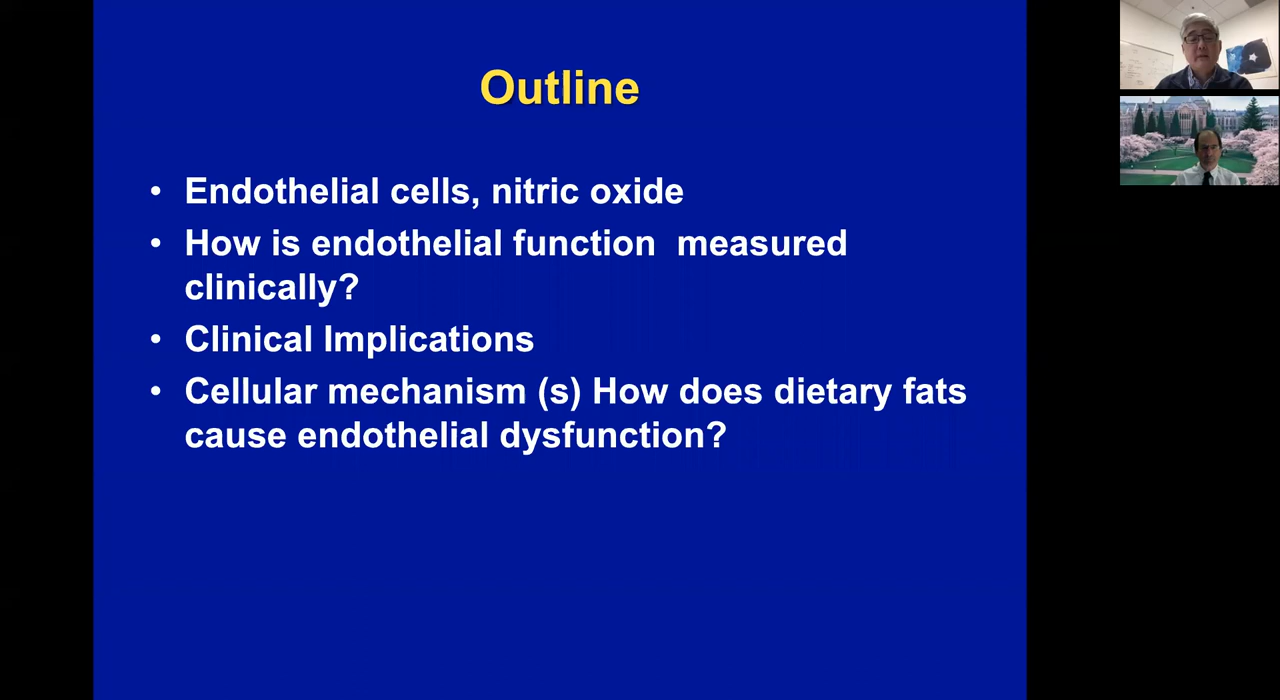 Outline
• Endothelial cells, nitric oxide
• How is endothelial function  measured
clinically?
• Clinical Implications
• Cellular mechanism (s) How does dietary fats
cause endothelial dysfunction?